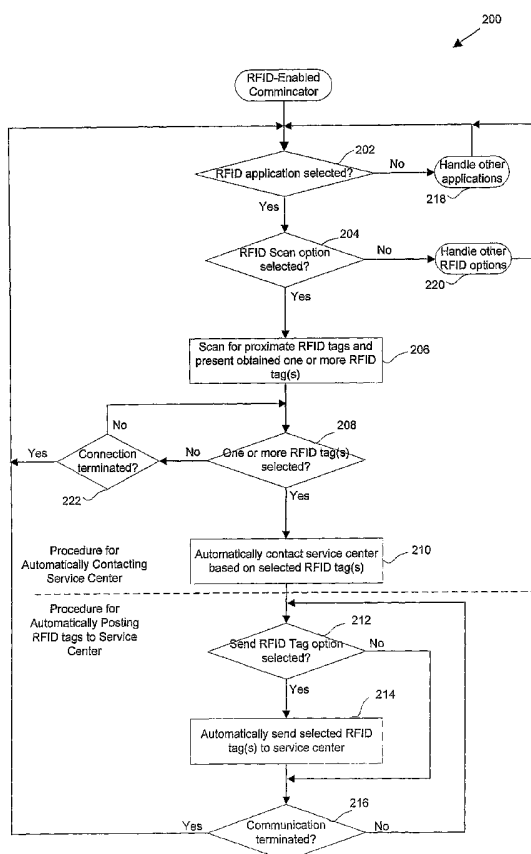 200
RFID-Enabled
Commincator
202
RFID application selected?
No
Handle other
applications
218
Yes
204
RFID Scan option
selected?
No
Handle other
RFID options
220
Yes
Scan for proximate RFID tags and
present obtained one or more RFID
tag(s)
206
No
208
Yes
Connection
terminated?
222
No
One or more RFID tag(s)
selected?
Yes
Procedure for
Automatically Contacting
Service Center
Automatically contact service center
based on selected RFID tag(s)
210
Procedure for
Automatically Posting
RFID tags to Service
Center
212
Send RFID Tag option
selected?
No
Yes
214
Automatically send selected RFID
tag(s) to service center
216
Yes
Communication
terminated?
No